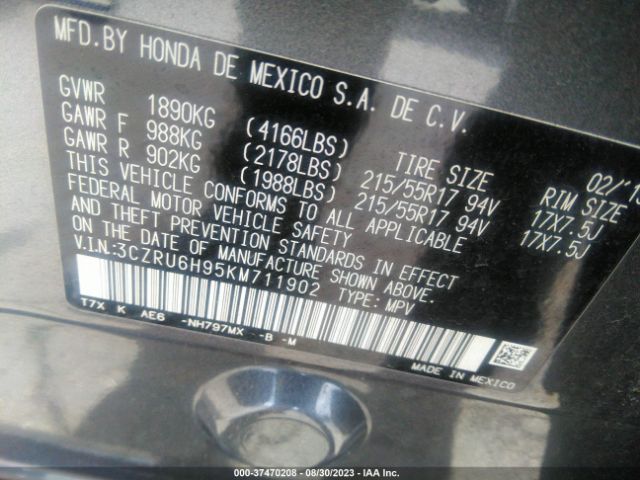 MFD.BY HONDA DE MEXICO S.A. DE C.V.
GVWR 1890KG (4166LBS) TIRE SIZE RIM SIZE
GAWR F 988KG (2178LBS) 215/55R17 94V 17X7.5J
GAWR R 902KG (1988LBS) 215/55R17 94V 17X7.5J
THIS VEHICLE CONFORMS TO ALL APPLICABLE
FEDERAL MOTOR VEHICLE SAFETY
AND THEFT PREVENTION STANDARDS IN EFFECT
ON THE DATE OF MANUFACTURE SHOWN ABOVE.
V.I.N:3CZRU6H95KM711902 TYPE: MPV
T7X K AE6 -NH797MX -B -M
MADE IN MEXICO
000-37470208 - 08/30/2023 - IAA Inc.